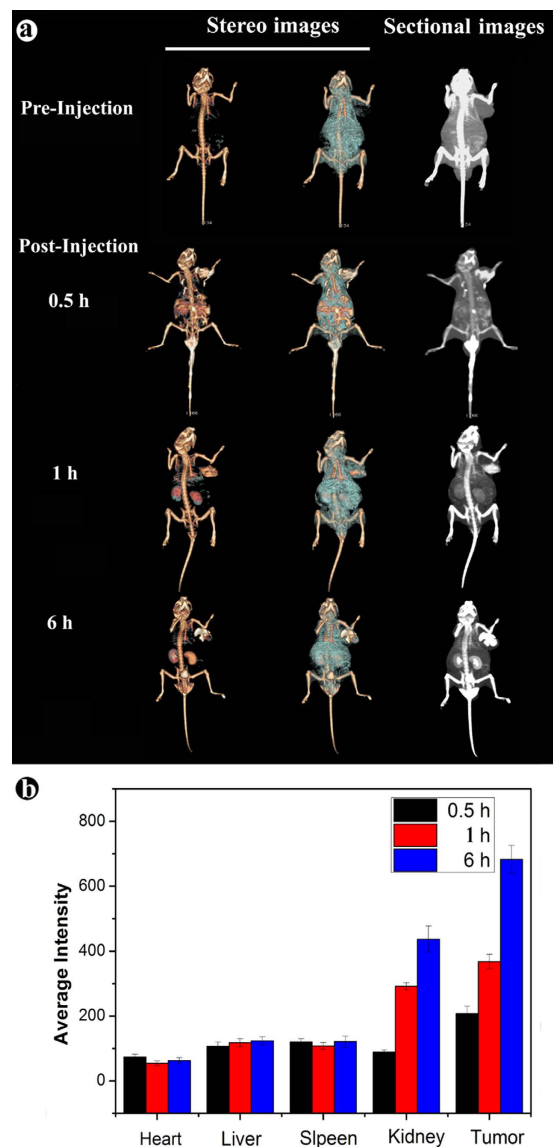 a
Stereo images
Sectional images
Pre-Injection
Post-Injection
0.5 h
1 h
6 h
b
800
600
400
200
0
Average Intensity
0.5 h
1 h
6 h
Heart
Liver
Slpeen
Kidney
Tumor